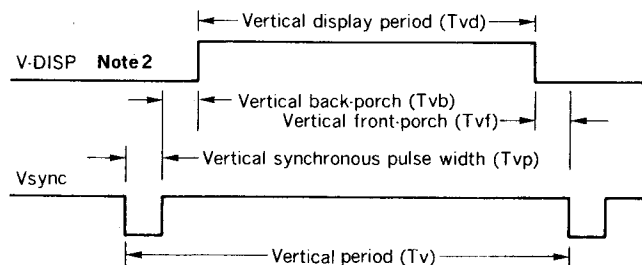 Vertical display period (Tvd)
V-DISP Note 2
Vertical back-porch (Tvb)
Vertical front-porch (Tvf)
Vertical synchronous pulse width (Tvp)
Vsync
Vertical period (Tv)